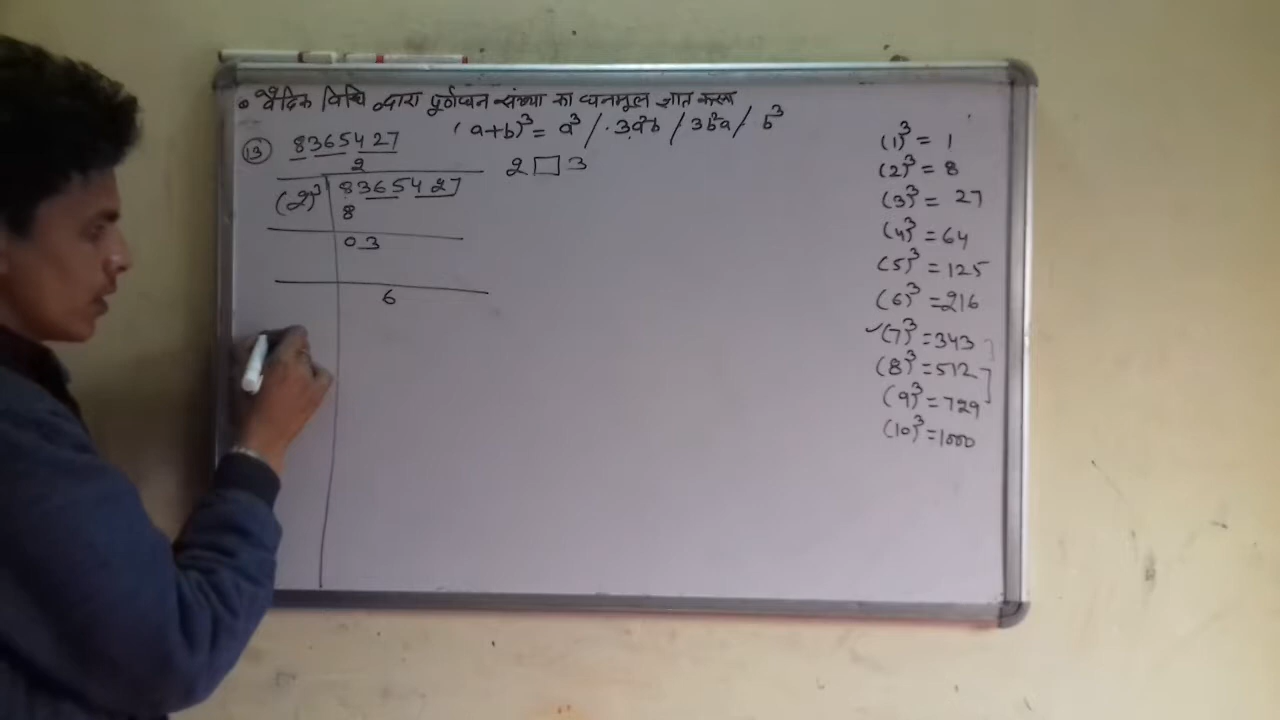 • वैदिक विधि द्वारा पूर्णघन संख्या का घनमूल ज्ञात करना
(a+b)³ = a³ / 3a²b / 3b²a / b³
13 8365427
2 □ 3
2
(2)³ 8365427
8
03
6
(1)³ = 1
(2)³ = 8
(3)³ = 27
(4)³ = 64
(5)³ = 125
(6)³ = 216
✓(7)³ = 343
(8)³ = 512
(9)³ = 729
(10)³ = 1000